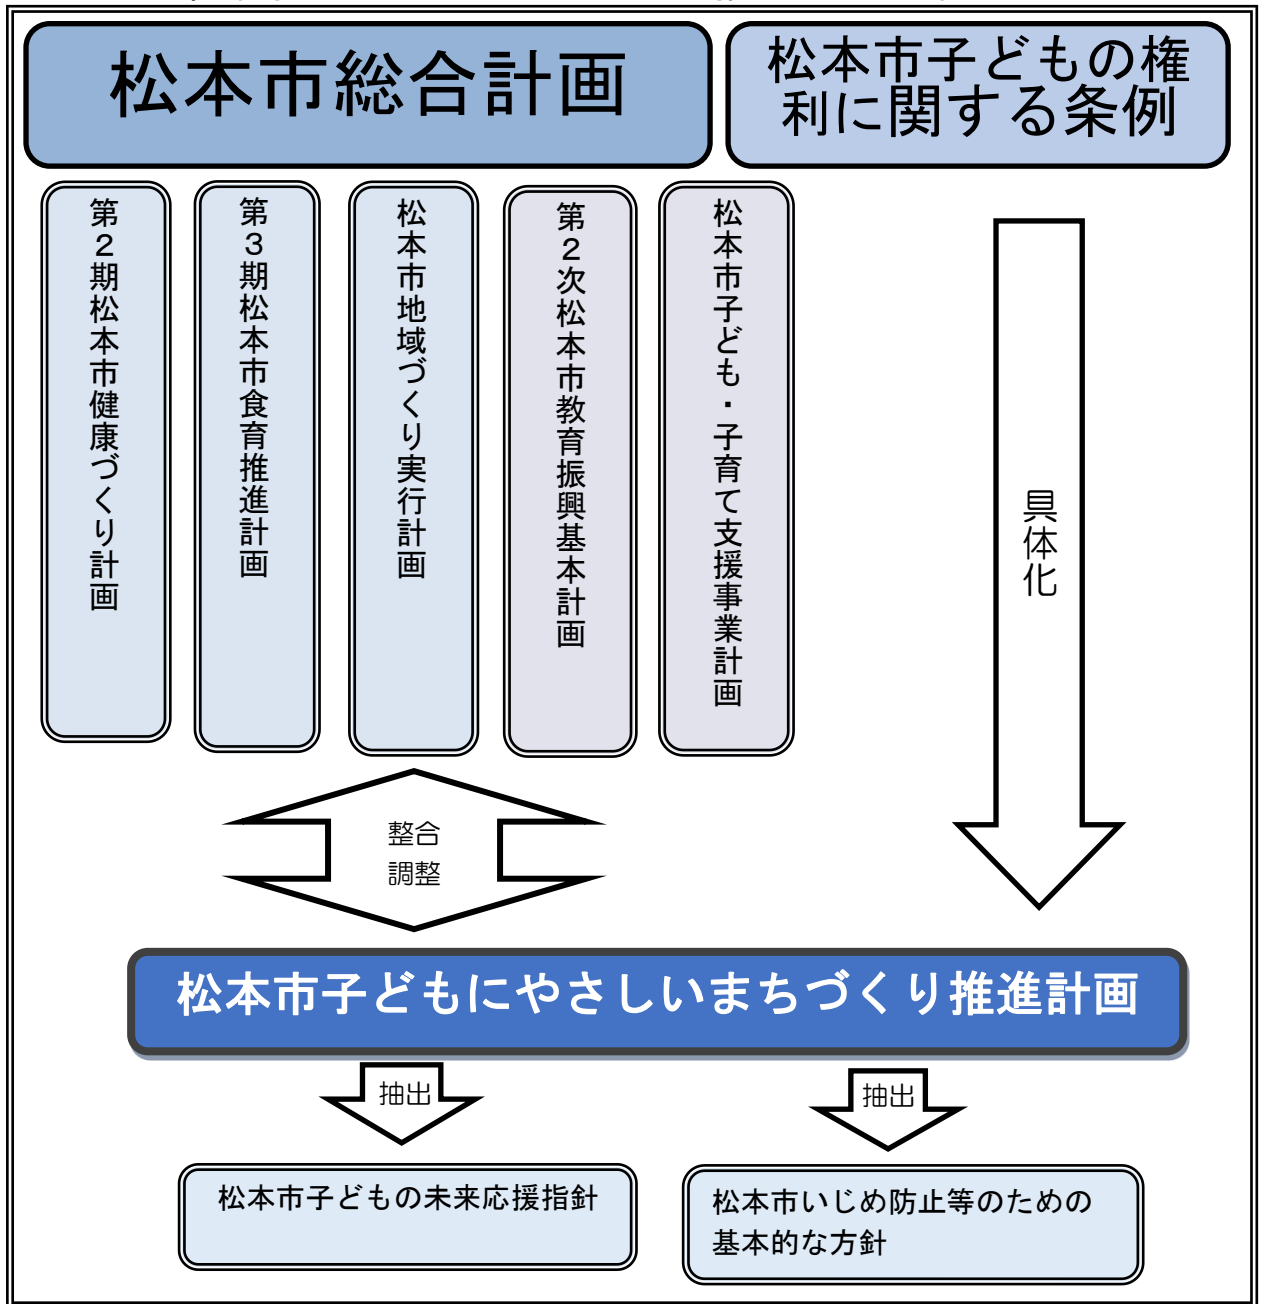 松本市総合計画
松本市子どもの権
利に関する条例
第２期松本市健康づくり計画
第３期松本市食育推進計画
松本市地域づくり実行計画
第２次松本市教育振興基本計画
松本市子ども・子育て支援事業計画
具体化
整合
調整
松本市子どもにやさしいまちづくり推進計画
抽出
抽出
松本市子どもの未来応援指針
松本市いじめ防止等のための
基本的な方針